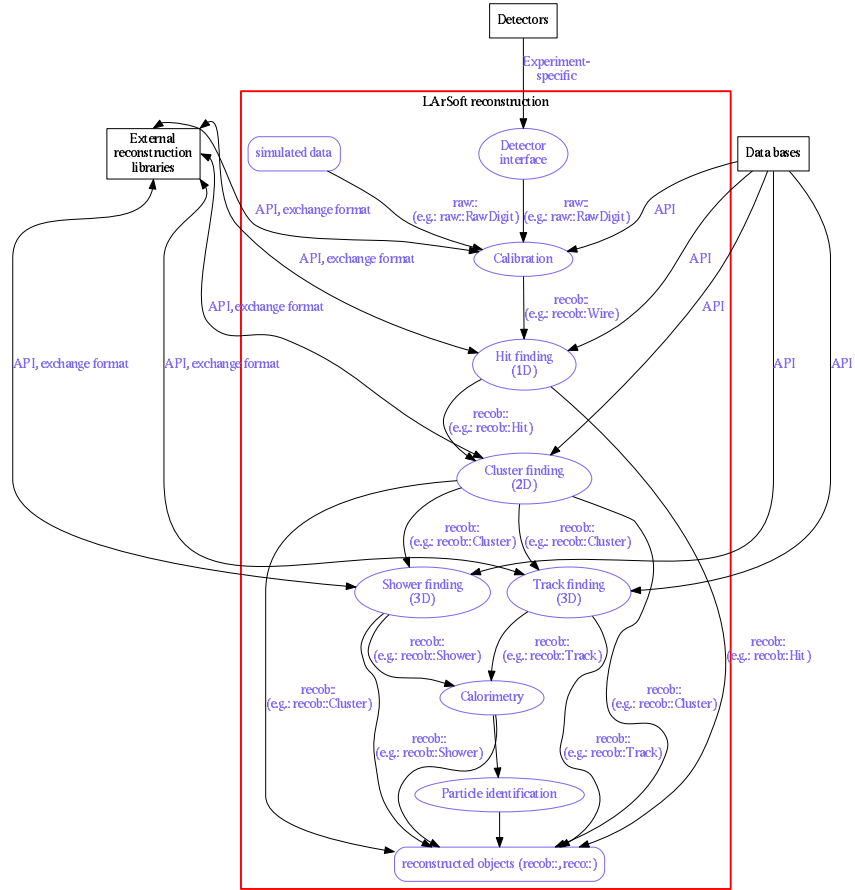 Detectors
Experiment-
specific
LArSoft reconstruction
External
reconstruction
libraries
simulated data
Detector
interface
Data bases
API, exchange format
raw::
(e.g.: raw::RawDigit)
raw::
(e.g.: raw::RawDigit)
API
API, exchange format
Calibration
API
API, exchange format
recob::
(e.g.: recob::Wire)
API
API, exchange format
API, exchange format
Hit finding
(1D)
API
API
recob::
(e.g.: recob::Hit)
Cluster finding
(2D)
recob::
(e.g.: recob::Cluster)
recob::
(e.g.: recob::Cluster)
Shower finding
(3D)
Track finding
(3D)
recob::
(e.g.: recob::Shower)
recob::
(e.g.: recob::Track)
recob::
(e.g.: recob::Hit)
recob::
(e.g.: recob::Cluster)
Calorimetry
recob::
(e.g.: recob::Cluster)
recob::
(e.g.: recob::Shower)
recob::
(e.g.: recob::Track)
Particle identification
reconstructed objects (recob::, reco::)